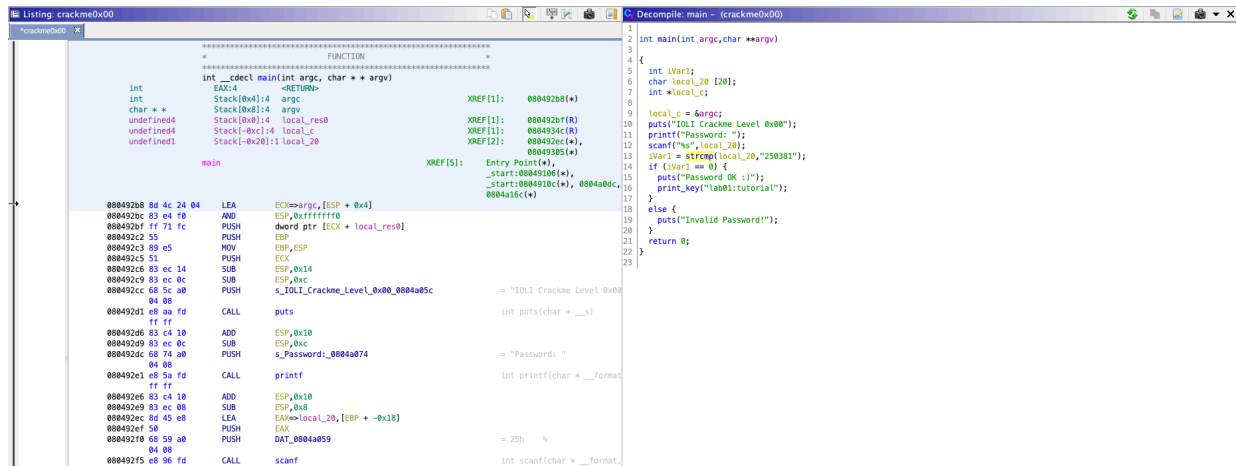 Listing: crackme0x00
*crackme0x00 X
************************************************************
* FUNCTION *
************************************************************
int __cdecl main(int argc, char * * argv)
int EAX:4 <RETURN>
int Stack[0x4]:4 argc XREF[1]: 080492b8(*)
char * * Stack[0x8]:4 argv
undefined4 Stack[0x0]:4 local_res0 XREF[1]: 080492bf(R)
undefined4 Stack[-0xc]:4 local_c XREF[1]: 0804934c(R)
undefined1 Stack[-0x20]:1 local_20 XREF[2]: 080492ec(*),
08049305(*)
main XREF[5]: Entry Point(*),
_start:08049106(*),
_start:0804910c(*), 0804a0dc,
0804a16c(*)
080492b8 8d 4c 24 04 LEA ECX=>argc,[ESP + 0x4]
080492bc 83 e4 f0 AND ESP,0xfffffff0
080492bf ff 71 fc PUSH dword ptr [ECX + local_res0]
080492c2 55 PUSH EBP
080492c3 89 e5 MOV EBP,ESP
080492c5 51 PUSH ECX
080492c6 83 ec 14 SUB ESP,0x14
080492c9 83 ec 0c SUB ESP,0xc
080492cc 68 5c a0 PUSH s_IOLI_Crackme_Level_0x00_0804a05c = "IOLI Crackme Level 0x00
04 08
080492d1 e8 aa fd CALL puts int puts(char * __s)
ff ff
080492d6 83 c4 10 ADD ESP,0x10
080492d9 83 ec 0c SUB ESP,0xc
080492dc 68 74 a0 PUSH s_Password:_0804a074 = "Password: "
04 08
080492e1 e8 5a fd CALL printf int printf(char * __format
ff ff
080492e6 83 c4 10 ADD ESP,0x10
080492e9 83 ec 08 SUB ESP,0x8
080492ec 8d 45 e8 LEA EAX=>local_20,[EBP + -0x18]
080492ef 50 PUSH EAX
080492f0 68 59 a0 PUSH DAT_0804a059 = 25h %
04 08
080492f5 e8 96 fd CALL scanf int scanf(char * __format,
Decompile: main - (crackme0x00)
1
2 int main(int argc,char **argv)
3
4 {
5 int iVar1;
6 char local_20 [20];
7 int *local_c;
8
9 local_c = &argc;
10 puts("IOLI Crackme Level 0x00");
11 printf("Password: ");
12 scanf("%s",local_20);
13 iVar1 = strcmp(local_20,"250381");
14 if (iVar1 == 0) {
15 puts("Password OK :)");
16 print_key("lab01:tutorial");
17 }
18 else {
19 puts("Invalid Password!");
20 }
21 return 0;
22 }
23